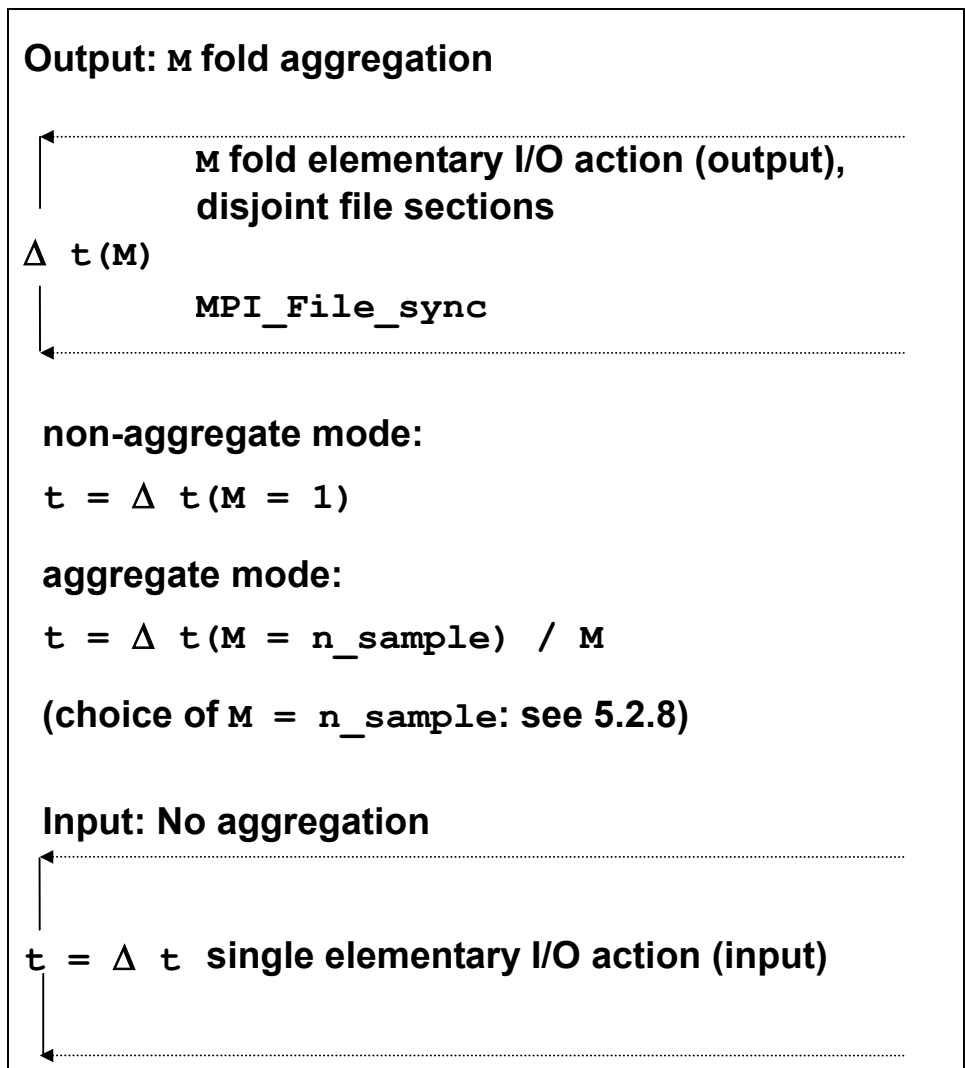 Output: M fold aggregation
M fold elementary I/O action (output),
disjoint file sections
Δ t(M)
MPI_File_sync
non-aggregate mode:
t = Δ t(M = 1)
aggregate mode:
t = Δ t(M = n_sample) / M
(choice of M = n_sample: see 5.2.8)
Input: No aggregation
t = Δ t single elementary I/O action (input)